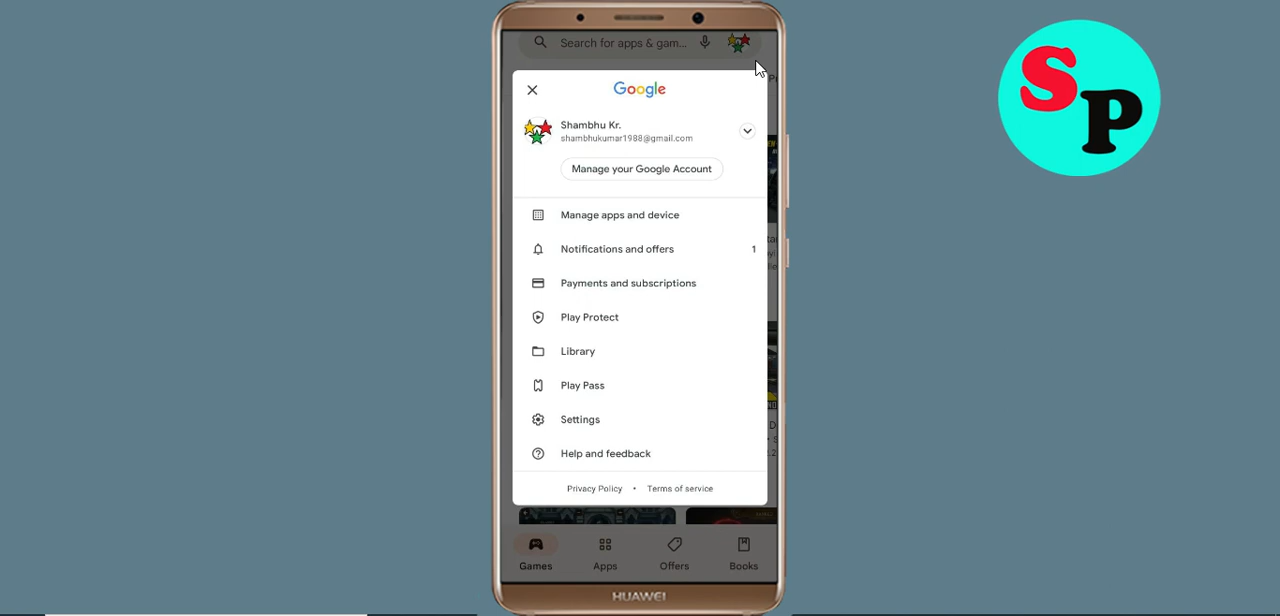 Search for apps & gam...
Google
Shambhu Kr.
shambhukumar1988@gmail.com
Manage your Google Account
Manage apps and device
Notifications and offers 1
Payments and subscriptions
Play Protect
Library
Play Pass
Settings
Help and feedback
Privacy Policy • Terms of service
Games Apps Offers Books
HUAWEI
SP